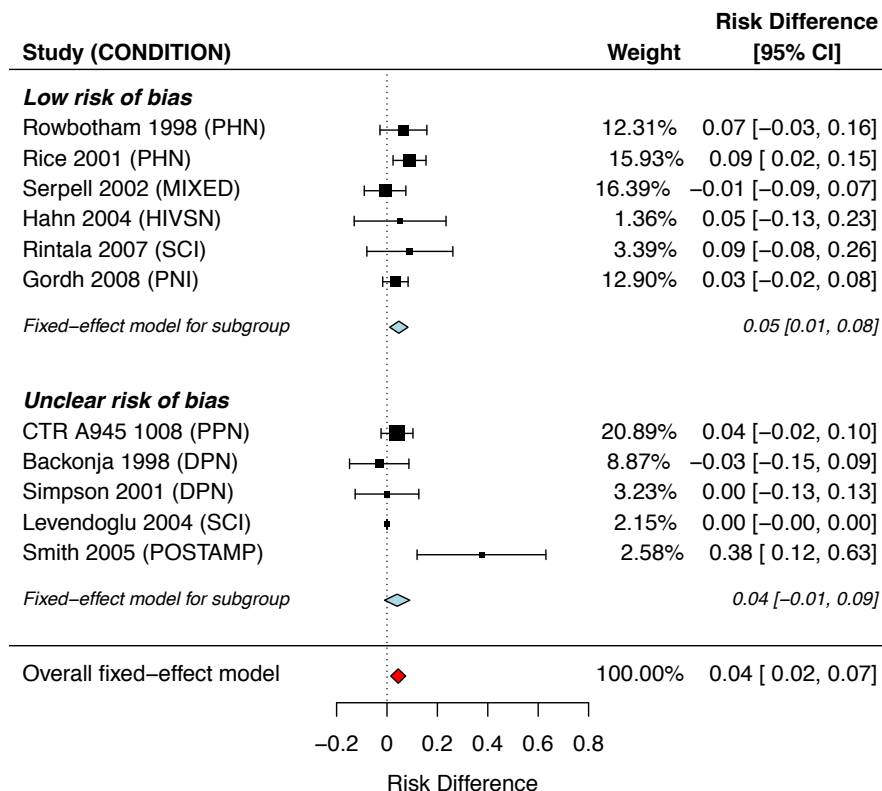 Risk Difference
Study (CONDITION) Weight [95% CI]
Low risk of bias
Rowbotham 1998 (PHN) 12.31% 0.07 [−0.03, 0.16]
Rice 2001 (PHN) 15.93% 0.09 [ 0.02, 0.15]
Serpell 2002 (MIXED) 16.39% −0.01 [−0.09, 0.07]
Hahn 2004 (HIVSN) 1.36% 0.05 [−0.13, 0.23]
Rintala 2007 (SCI) 3.39% 0.09 [−0.08, 0.26]
Gordh 2008 (PNI) 12.90% 0.03 [−0.02, 0.08]
Fixed−effect model for subgroup 0.05 [0.01, 0.08]
Unclear risk of bias
CTR A945 1008 (PPN) 20.89% 0.04 [−0.02, 0.10]
Backonja 1998 (DPN) 8.87% −0.03 [−0.15, 0.09]
Simpson 2001 (DPN) 3.23% 0.00 [−0.13, 0.13]
Levendoglu 2004 (SCI) 2.15% 0.00 [−0.00, 0.00]
Smith 2005 (POSTAMP) 2.58% 0.38 [ 0.12, 0.63]
Fixed−effect model for subgroup 0.04 [−0.01, 0.09]
Overall fixed−effect model 100.00% 0.04 [ 0.02, 0.07]
−0.2 0 0.2 0.4 0.6 0.8
Risk Difference